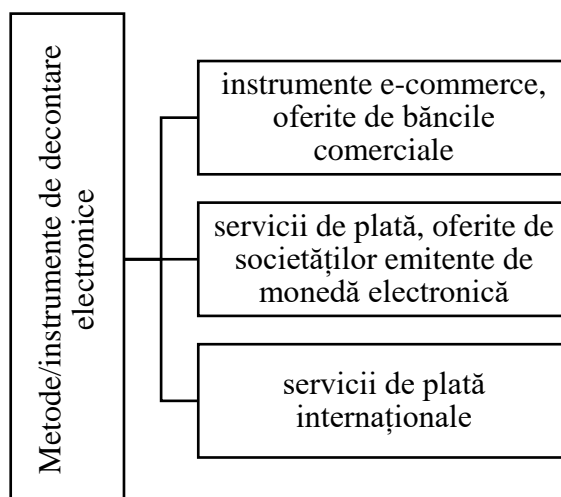 Metode/instrumente de decontare
electronice
instrumente e-commerce,
oferite de băncile
comerciale
servicii de plată, oferite de
societăților emitente de
monedă electronică
servicii de plată
internaționale